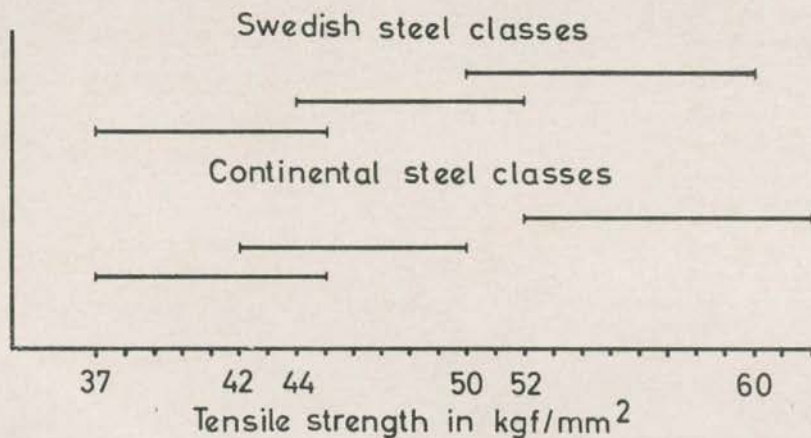 Swedish steel classes
Continental steel classes
37 42 44 50 52 60
Tensile strength in kgf/mm²